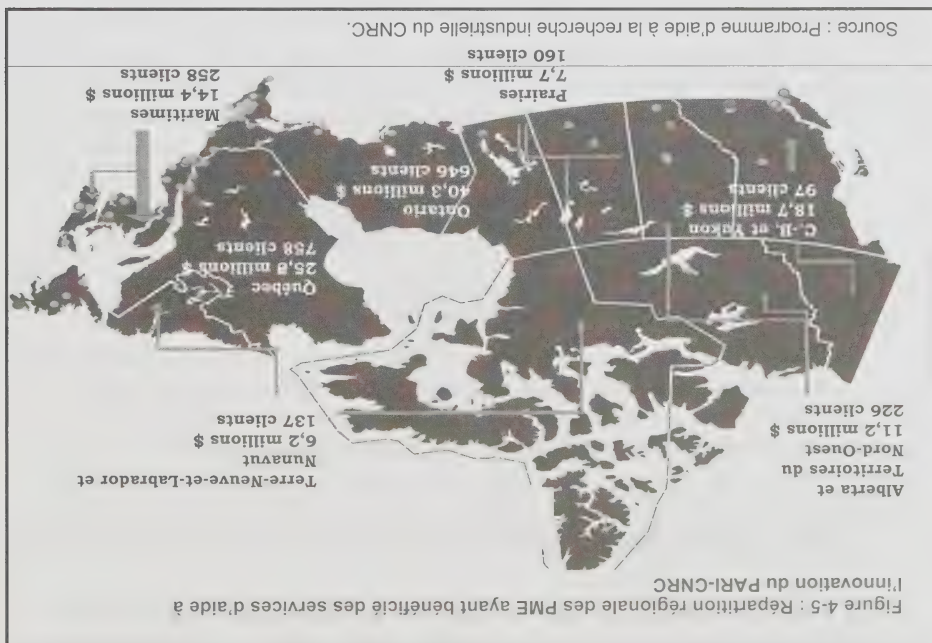 Figure 4-5 : Répartition régionale des PME ayant bénéficié des services d'aide à
l'innovation du PARI-CNRC
Alberta et
Territoires du
Nord-Ouest
11,2 millions $
226 clients
Terre-Neuve-et-Labrador et
Nunavut
6,2 millions $
137 clients
C.-B. et Yukon
18,7 millions $
97 clients
Québec
25,8 millions $
758 clients
Ontario
40,3 millions $
646 clients
Prairies
7,7 millions $
160 clients
Maritimes
14,4 millions $
258 clients
Source : Programme d'aide à la recherche industrielle du CNRC.